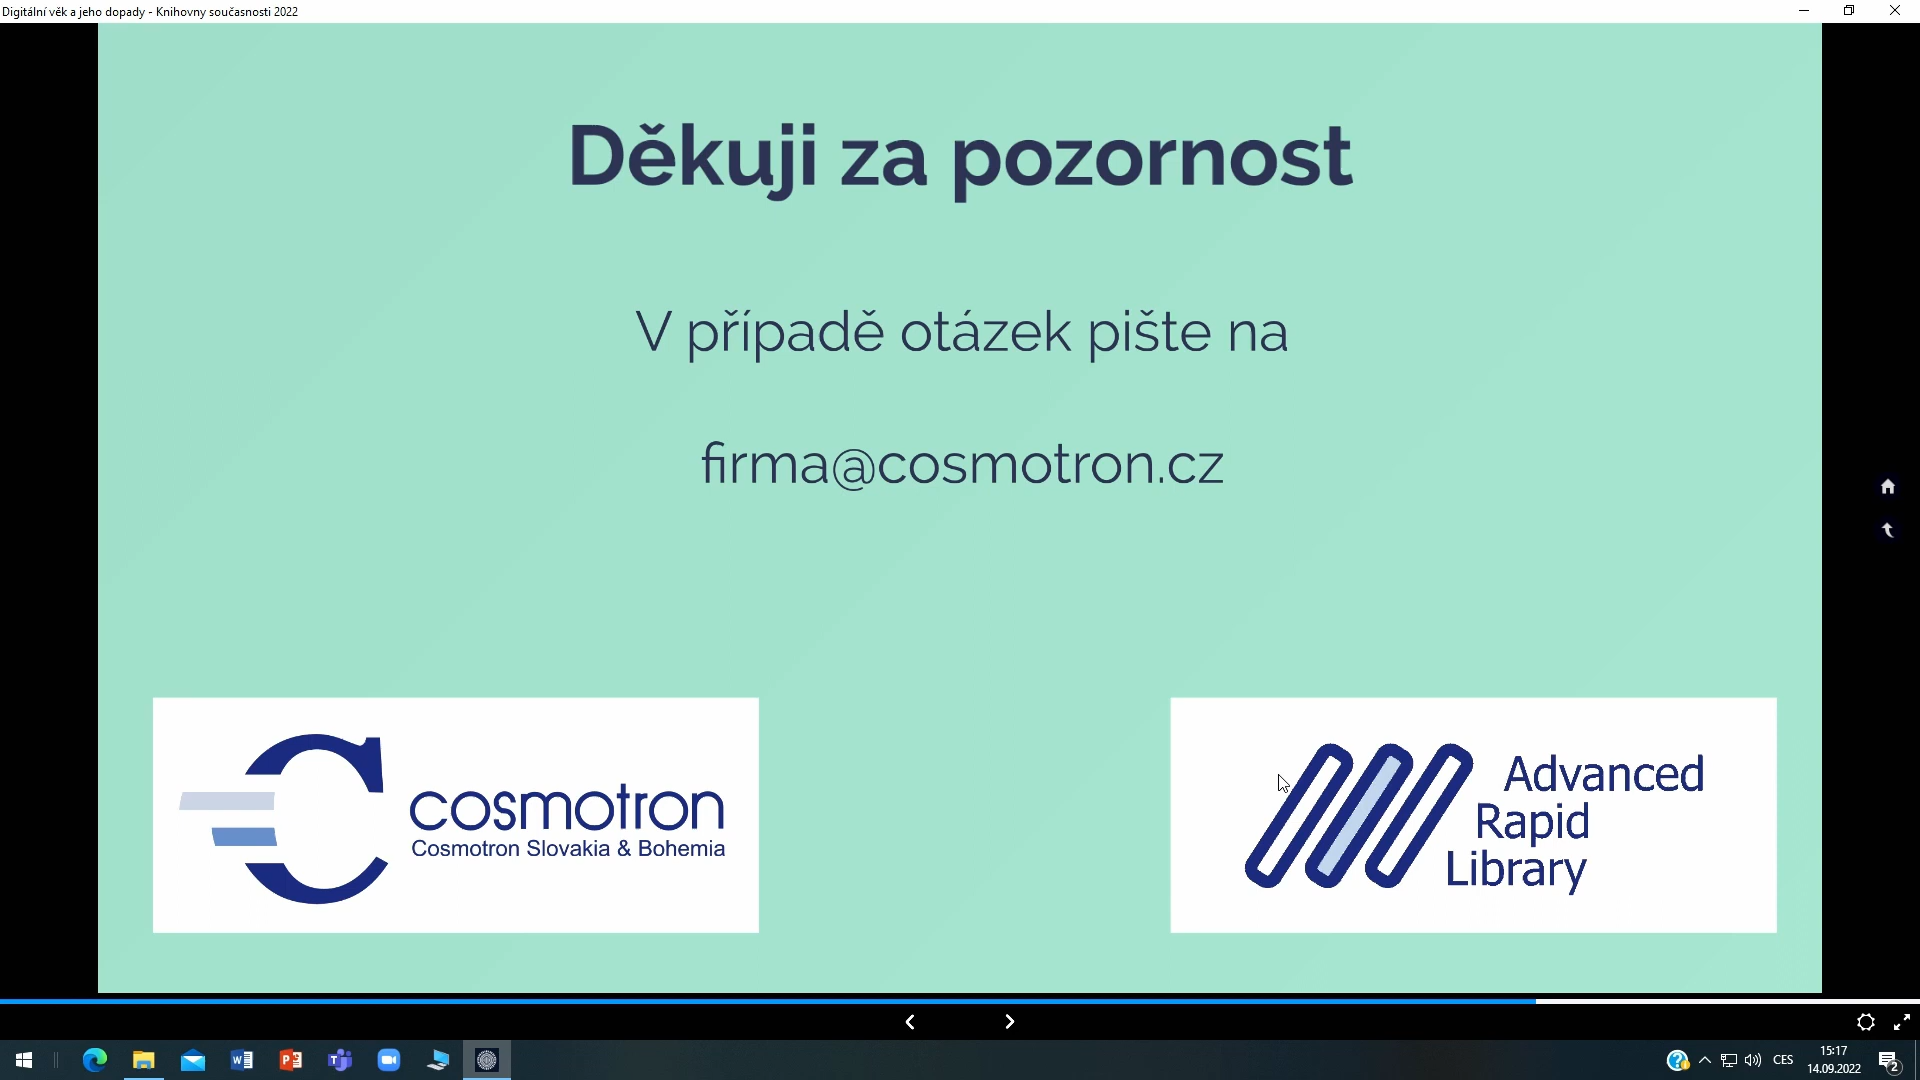 Digitální věk a jeho dopady - Knihovny současnosti 2022
Děkuji za pozornost
V případě otázek pište na
firma@cosmotron.cz
cosmotron
Cosmotron Slovakia & Bohemia
Advanced
Rapid
Library
CES
15:17
14.09.2022
2